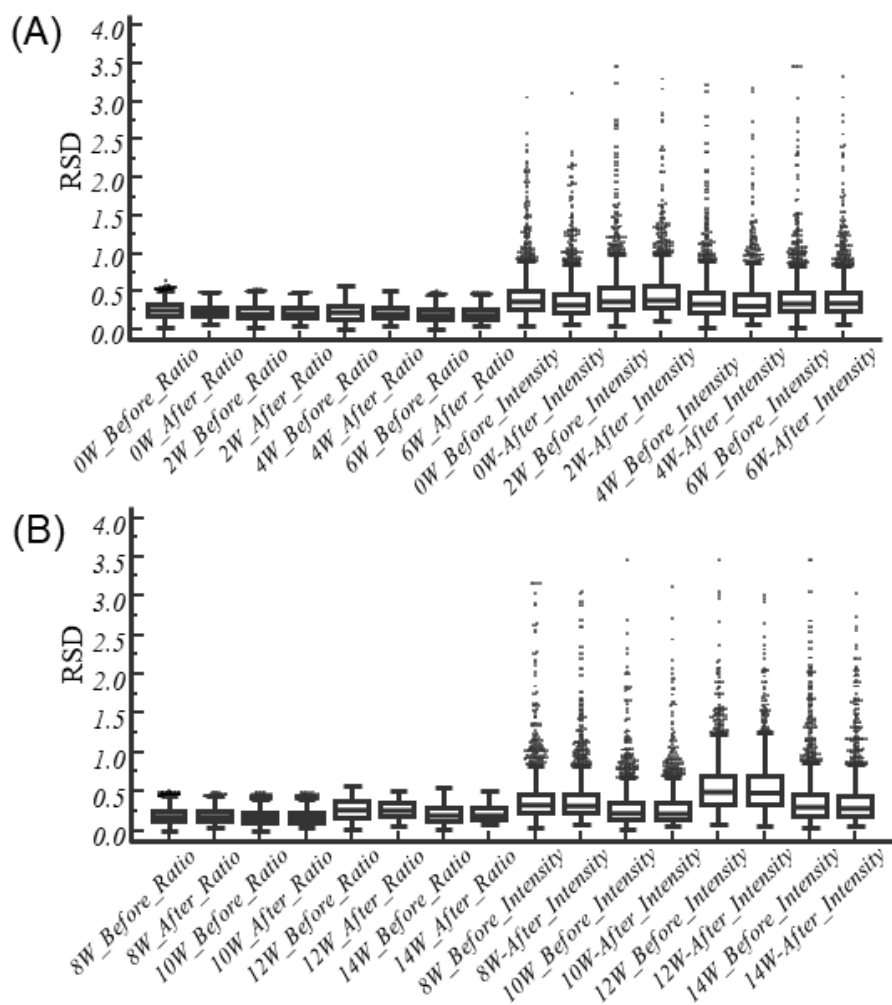 (A)
RSD
4.0
3.5
3.0
2.5
2.0
1.5
1.0
0.5
0.0
0W_Before_Ratio
0W_After_Ratio
2W_Before_Ratio
2W_After_Ratio
4W_Before_Ratio
4W_After_Ratio
6W_Before_Ratio
6W_After_Ratio
0W_Before_Intensity
0W-After_Intensity
2W_Before_Intensity
2W-After_Intensity
4W_Before_Intensity
4W-After_Intensity
6W_Before_Intensity
6W-After_Intensity
(B)
RSD
4.0
3.5
3.0
2.5
2.0
1.5
1.0
0.5
0.0
8W_Before_Ratio
8W_After_Ratio
10W_Before_Ratio
10W_After_Ratio
12W_Before_Ratio
12W_After_Ratio
14W_Before_Ratio
14W_After_Ratio
8W_Before_Intensity
8W-After_Intensity
10W_Before_Intensity
10W-After_Intensity
12W_Before_Intensity
12W-After_Intensity
14W_Before_Intensity
14W-After_Intensity